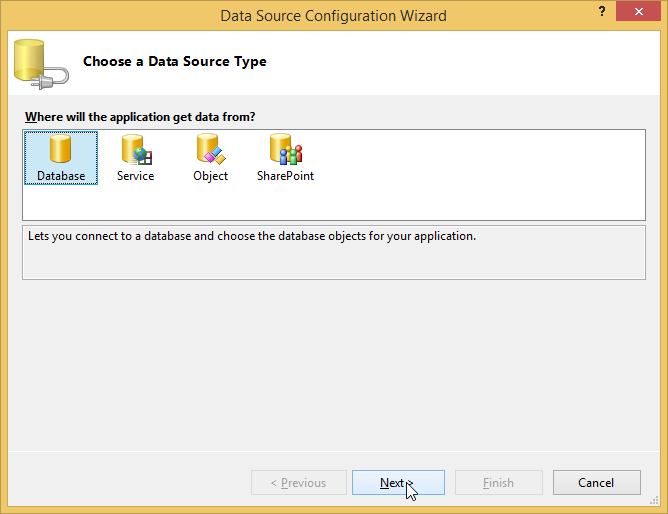 Data Source Configuration Wizard
?
Choose a Data Source Type
Where will the application get data from?
Database Service Object SharePoint
Lets you connect to a database and choose the database objects for your application.
< Previous Next > Finish Cancel